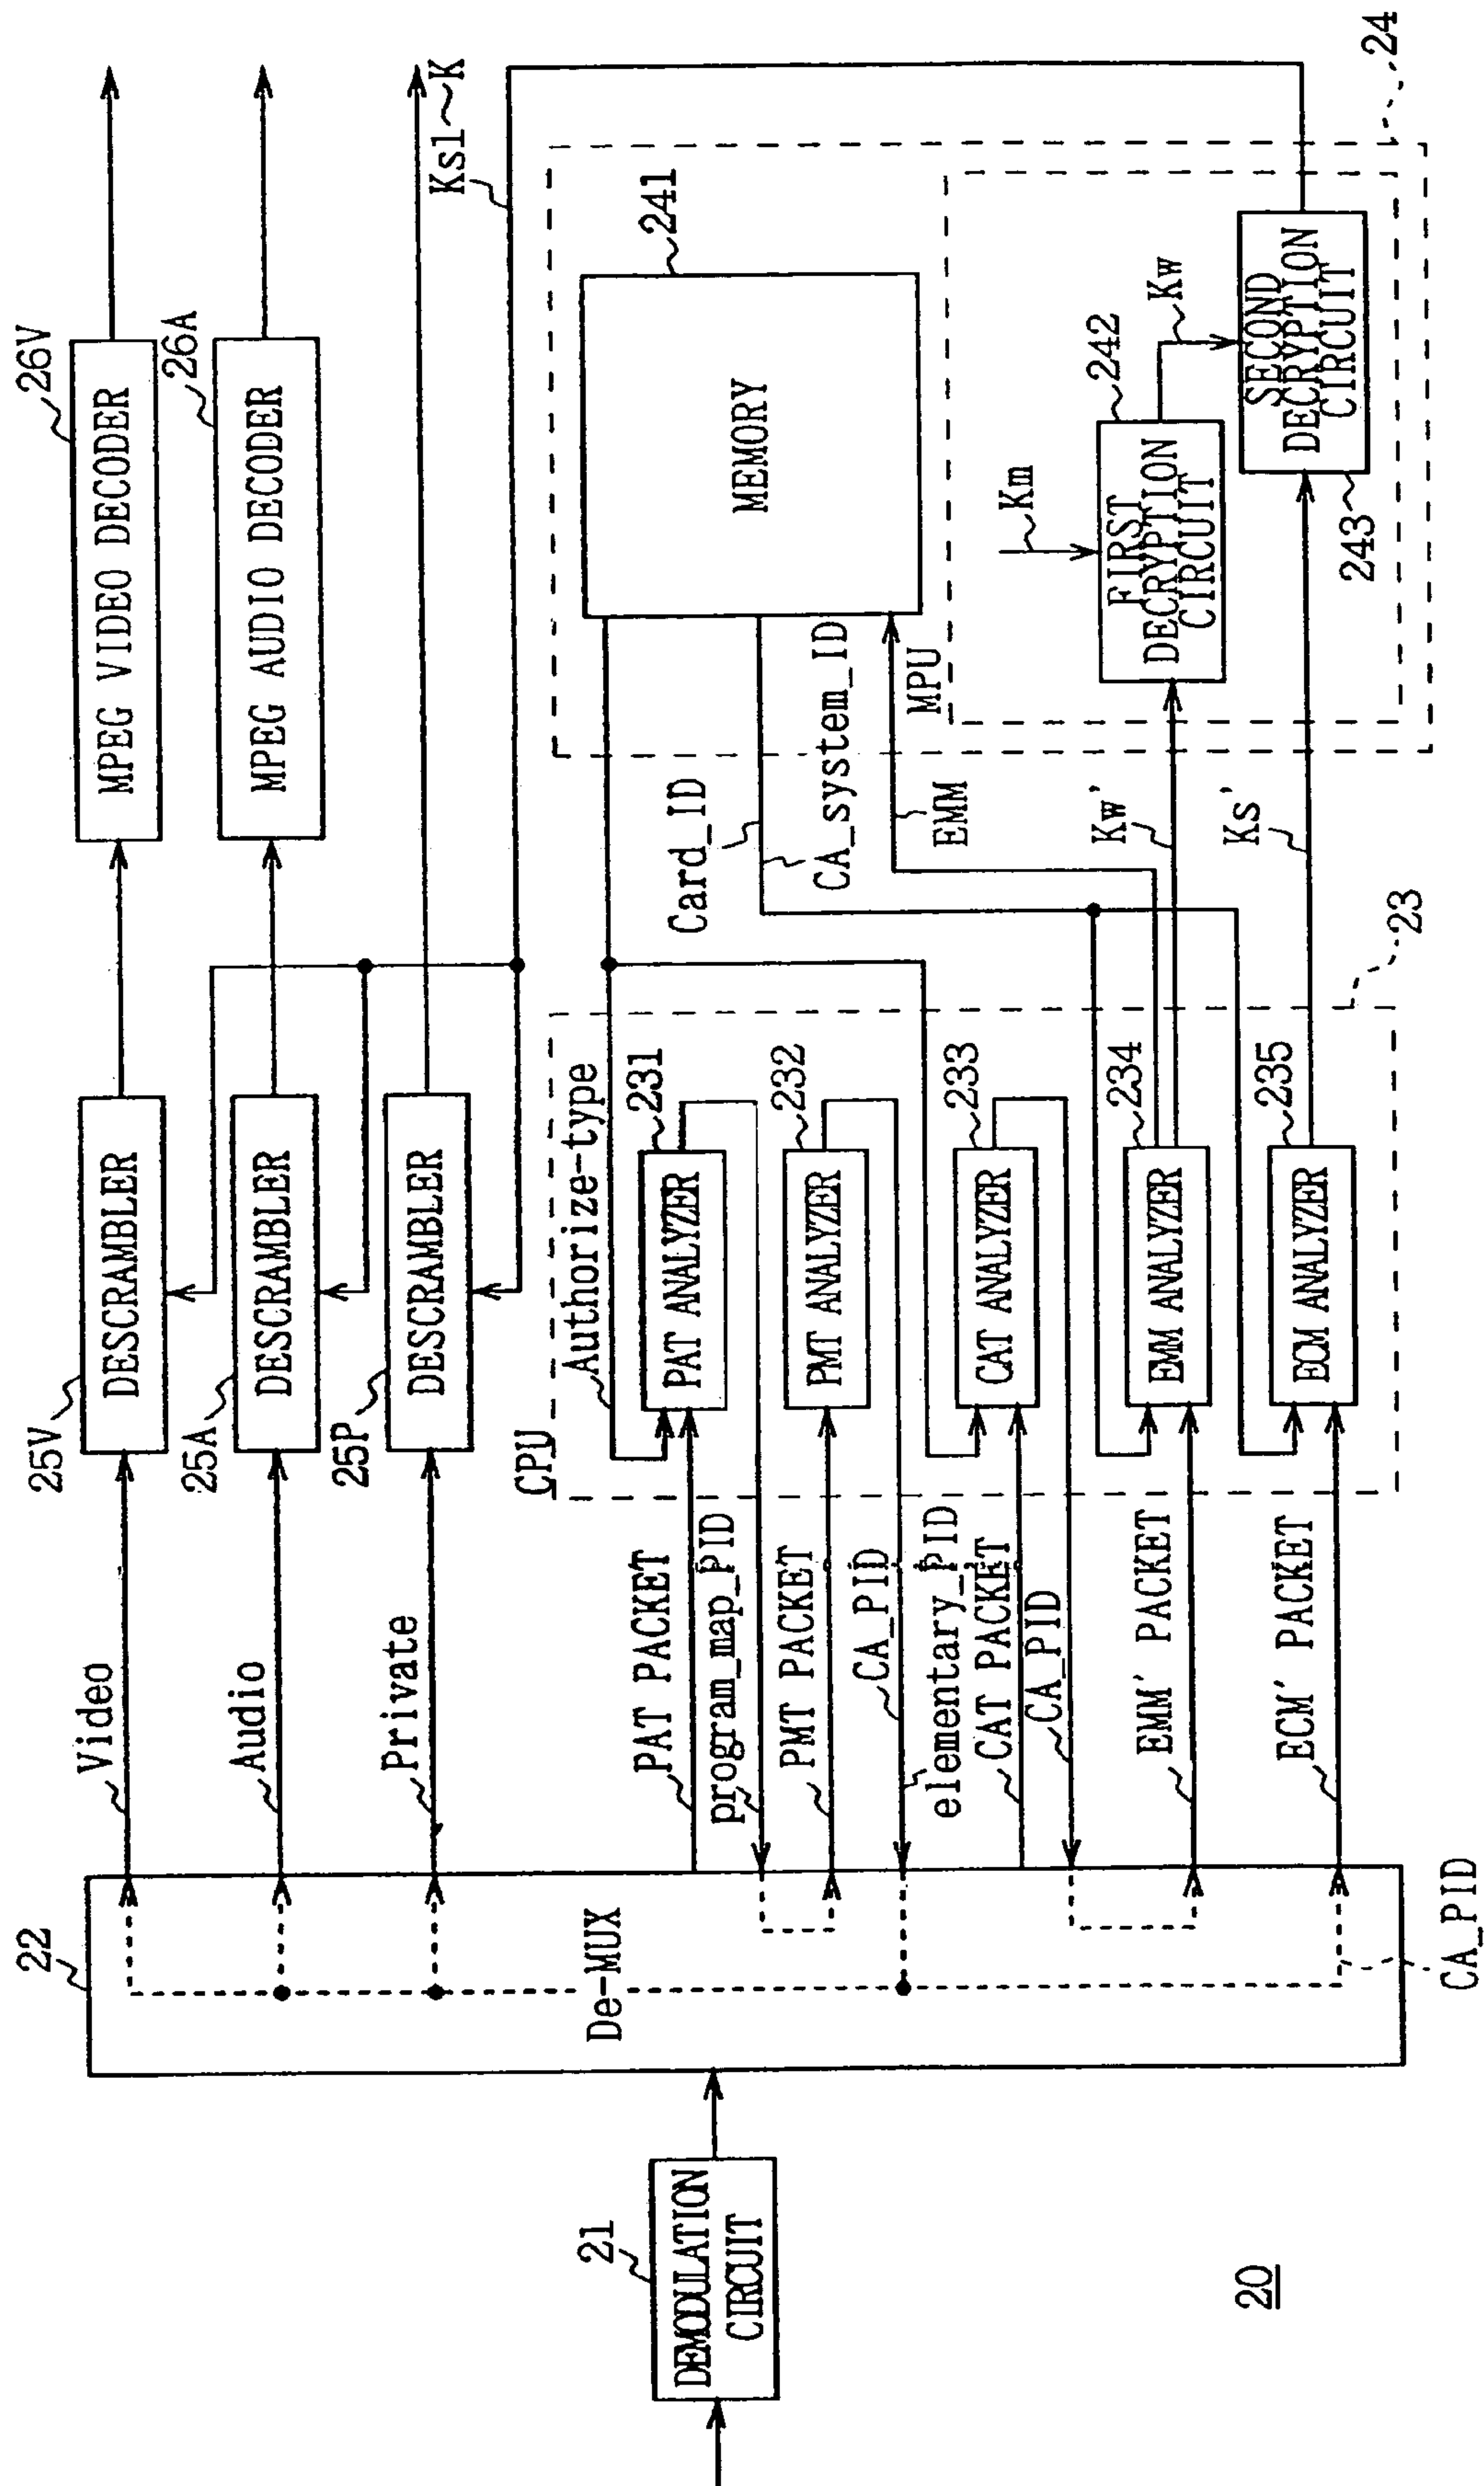 26V
MPEG VIDEO DECODER
26A
MPEG AUDIO DECODER
Ks1~K
25V
DESCRAMBLER
25A
DESCRAMBLER
25P
DESCRAMBLER
Video
Audio
Private
22
De-MUX
CA_PID
21
DEMODULATION
CIRCUIT
20
CPU
23
Authorize-type
231
PAT ANALYZER
232
PMT ANALYZER
233
CAT ANALYZER
234
EMM ANALYZER
235
ECM ANALYZER
PAT PACKET
program_map_PID
PMT PACKET
CA_PID
elementary_PID
CAT PACKET
CA_PID
EMM' PACKET
ECM' PACKET
24
241
MEMORY
Card_ID
CA_system_ID
EMM
MPU
Kw'
Ks'
Km
242
FIRST
DECRYPTION
CIRCUIT
Kw
SECOND
DECRYPTION
CIRCUIT
243